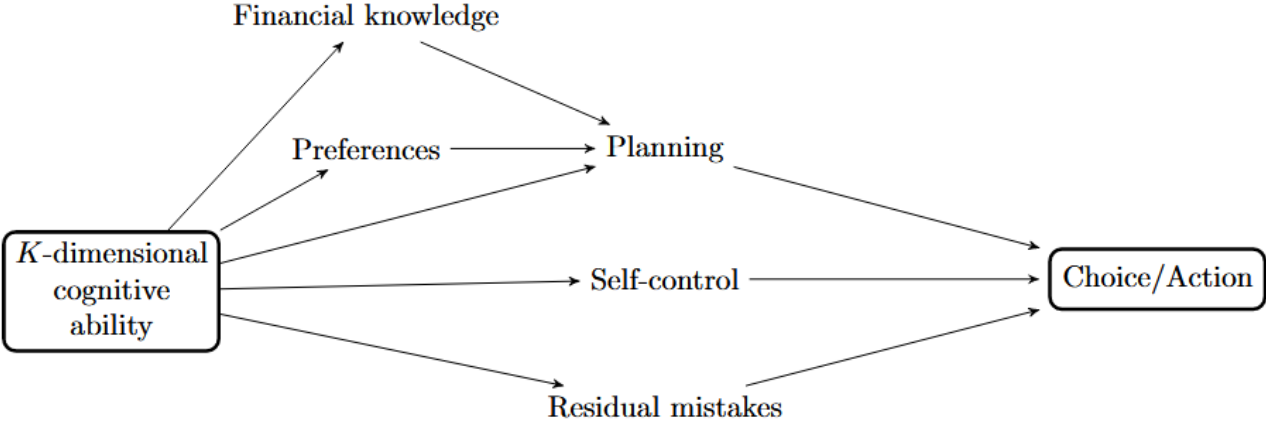 Financial knowledge
Preferences
Planning
K-dimensional
cognitive
ability
Self-control
Choice/Action
Residual mistakes